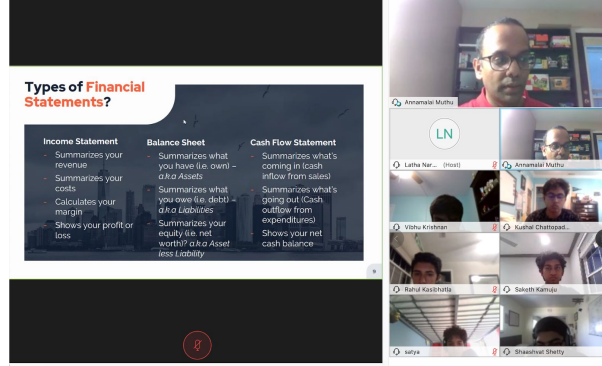 Types of Financial
Statements?
Income Statement
- Summarizes your
revenue
- Summarizes your
costs
- Calculates your
margin
- Shows your profit or
loss
Balance Sheet
- Summarizes what
you have (i.e. own) –
a.k.a Assets
- Summarizes what
you owe (i.e. debt) –
a.k.a Liabilities
- Summarizes your
equity (i.e. net
worth)? a.k.a Asset
less Liability
Cash Flow Statement
- Summarizes what's
coming in (cash
inflow from sales)
- Summarizes what's
going out (Cash
outflow from
expenditures)
- Shows your net
cash balance
Annamalai Muthu
LN
Latha Nar... (Host)
Annamalai Muthu
Vibhu Krishnan
Kushal Chattopad...
Rahul Kasibhatla
Saketh Kamuju
satya
Shaashvat Shetty